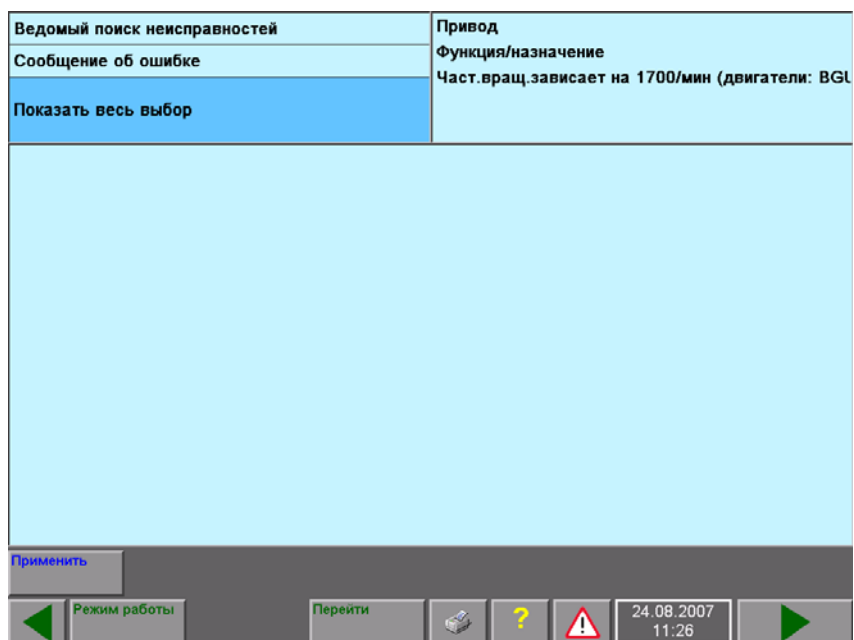 Ведомый поиск неисправностей
Сообщение об ошибке
Показать весь выбор
Привод
Функция/назначение
Част.вращ.зависает на 1700/мин (двигатели: BGU
Применить
Режим работы
Перейти
?
24.08.2007
11:26